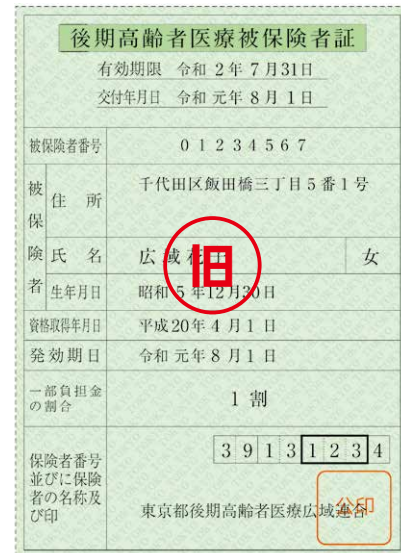 後期高齢者医療被保険者証
有効期限 令和 2年 7月31日
交付年月日 令和 元年 8月 1日
被保険者番号 0 1 2 3 4 5 6 7
被保険者
住所 千代田区飯田橋三丁目5番1号
氏名 広域花 女
旧
生年月日 昭和 5年12月30日
資格取得年月日 平成20年 4月 1日
発効期日 令和 元年 8月 1日
一部負担金
の割合
1割
保険者番号
並びに保険
者の名称及
び印
3 9 1 3 1 2 3 4
東京都後期高齢者医療広域連合
公印